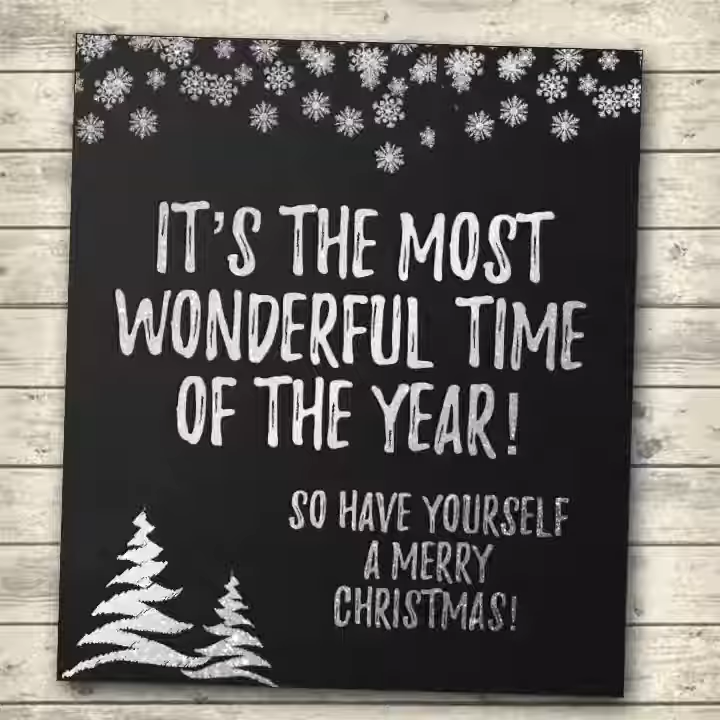 IT'S THE MOST
WONDERFUL TIME
OF THE YEAR!
SO HAVE YOURSELF
A MERRY
CHRISTMAS!